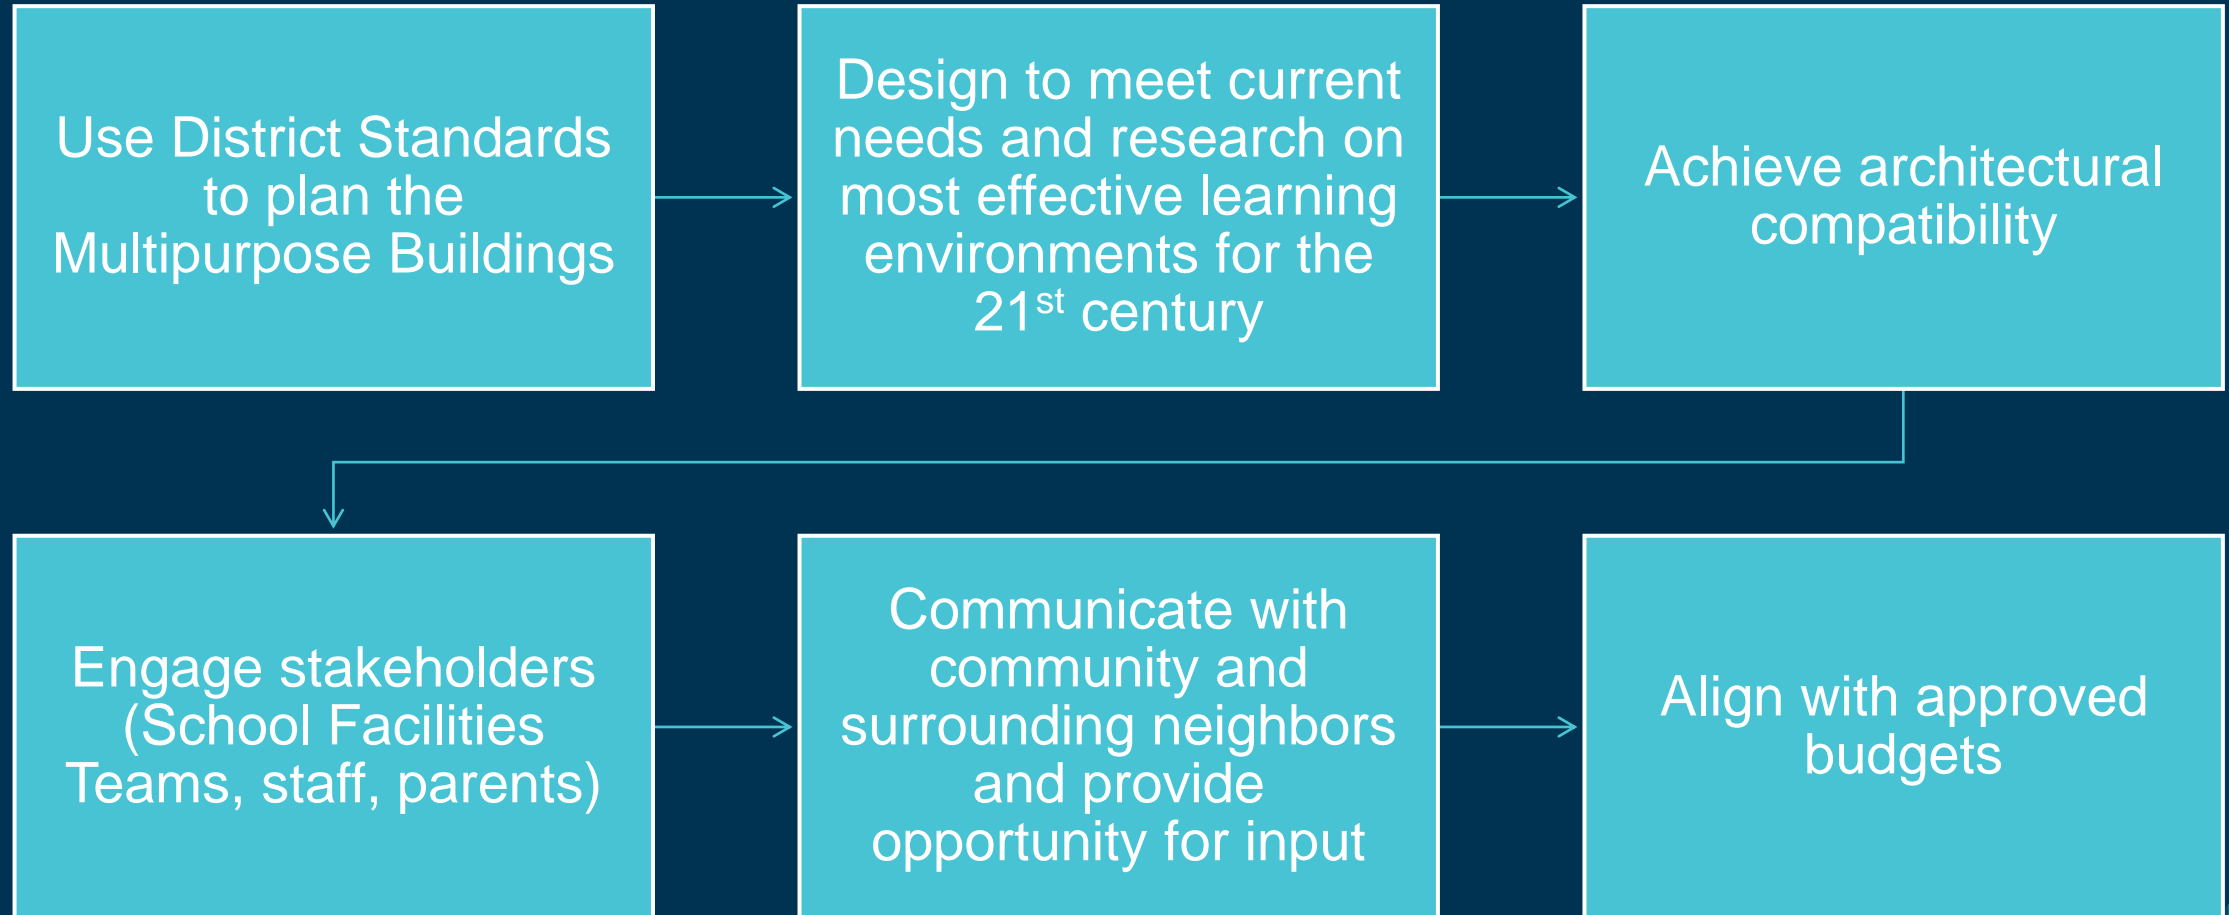 Use District Standards
to plan the
Multipurpose Buildings
Design to meet current
needs and research on
most effective learning
environments for the
21st century
Achieve architectural
compatibility
Engage stakeholders
(School Facilities
Teams, staff, parents)
Communicate with
community and
surrounding neighbors
and provide
opportunity for input
Align with approved
budgets